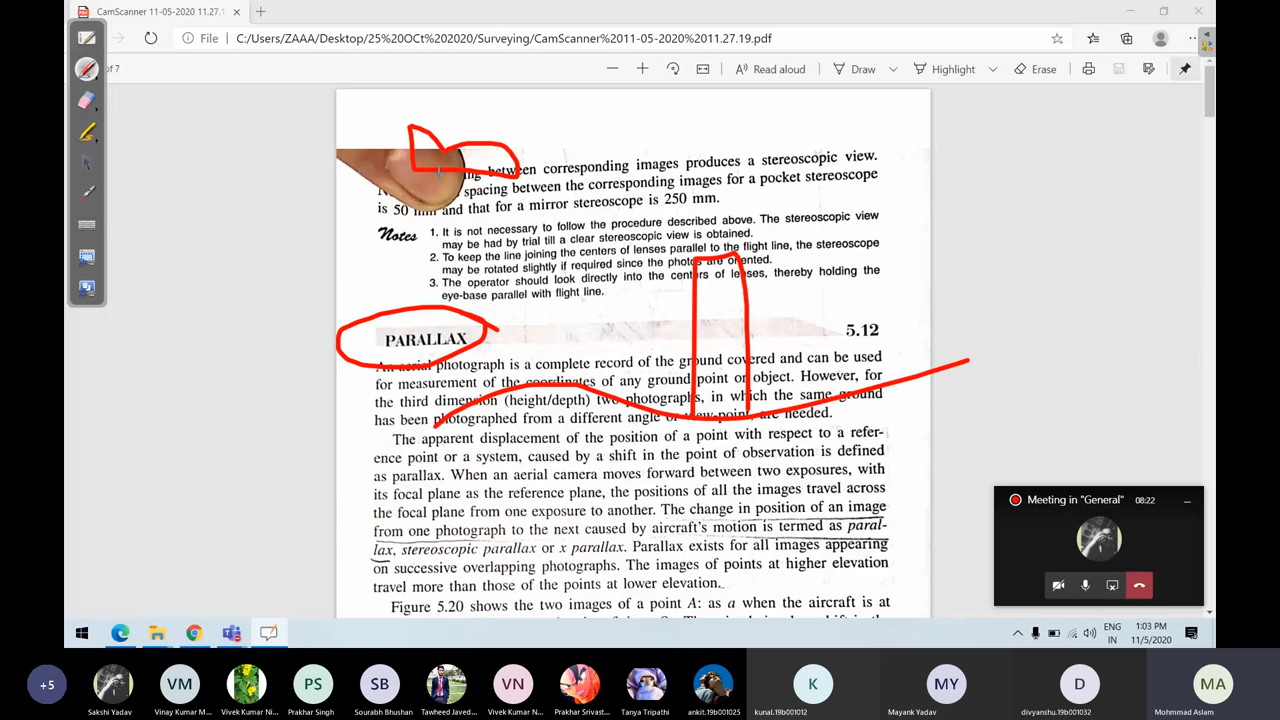 CamScanner 11-05-2020 11.27.1
File
C:/Users/ZAAA/Desktop/25%20OCt%202020/Surveying/CamScanner%2011-05-2020%2011.27.19.pdf
of 7
Read aloud
Draw
Highlight
Erase
between corresponding images produces a stereoscopic view.
spacing between the corresponding images for a pocket stereoscope
is 50 mm and that for a mirror stereoscope is 250 mm.
Notes
1. It is not necessary to follow the procedure described above. The stereoscopic view
may be had by trial till a clear stereoscopic view is obtained.
2. To keep the line joining the centers of lenses parallel to the flight line, the stereoscope
may be rotated slightly if required since the photos are oriented.
3. The operator should look directly into the centers of lenses, thereby holding the
eye-base parallel with flight line.
PARALLAX 5.12
An aerial photograph is a complete record of the ground covered and can be used
for measurement of the coordinates of any ground point or object. However, for
the third dimension (height/depth) two photographs, in which the same ground
has been photographed from a different angle or view-point, are needed.
The apparent displacement of the position of a point with respect to a refer-
ence point or a system, caused by a shift in the point of observation is defined
as parallax. When an aerial camera moves forward between two exposures, with
its focal plane as the reference plane, the positions of all the images travel across
the focal plane from one exposure to another. The change in position of an image
from one photograph to the next caused by aircraft's motion is termed as paral-
lax, stereoscopic parallax or x parallax. Parallax exists for all images appearing
on successive overlapping photographs. The images of points at higher elevation
travel more than those of the points at lower elevation.
Figure 5.20 shows the two images of a point A: as a when the aircraft is at
Meeting in "General" 08:22
ENG
IN
1:03 PM
11/5/2020
+5
VM
PS
SB
VN
K
MY
D
MA
Sakshi Yadav
Vinay Kumar M...
Vivek Kumar Ni...
Prakhar Singh
Sourabh Bhushan
Tawheed Javed...
Vivek Kumar N...
Prakhar Srivast...
Tanya Tripathi
ankit.19b001025
kunal.19b001012
Mayank Yadav
divyanshu.19b001032
Mohmmad Aslam